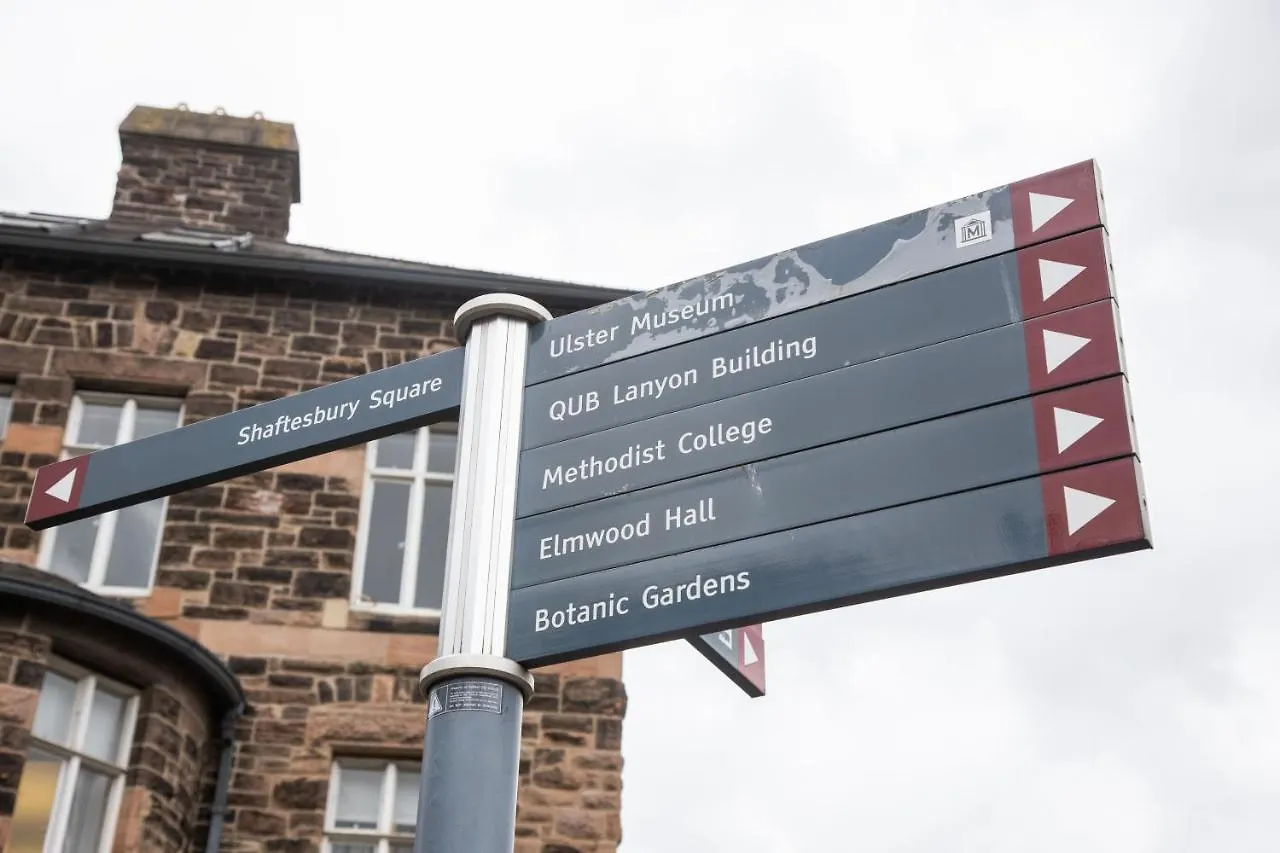 Shaftesbury Square
Ulster Museum
M
QUB Lanyon Building
Methodist College
Elmwood Hall
Botanic Gardens